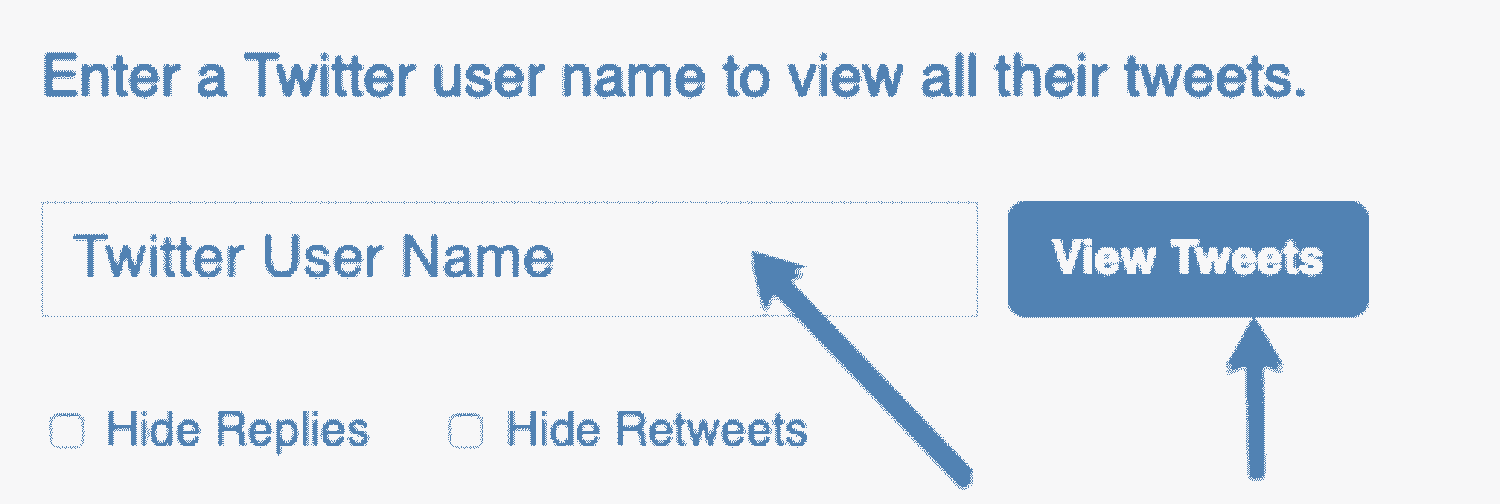 Enter a Twitter user name to view all their tweets.
Twitter User Name
View Tweets
Hide Replies
Hide Retweets